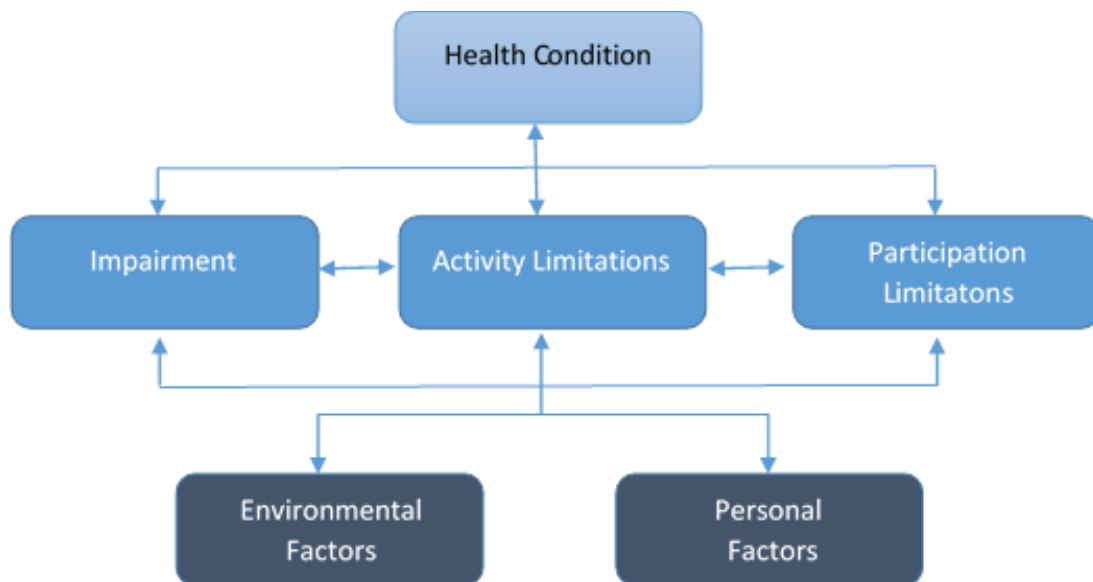 Health Condition
Impairment
Activity Limitations
Participation
Limitatons
Environmental
Factors
Personal
Factors